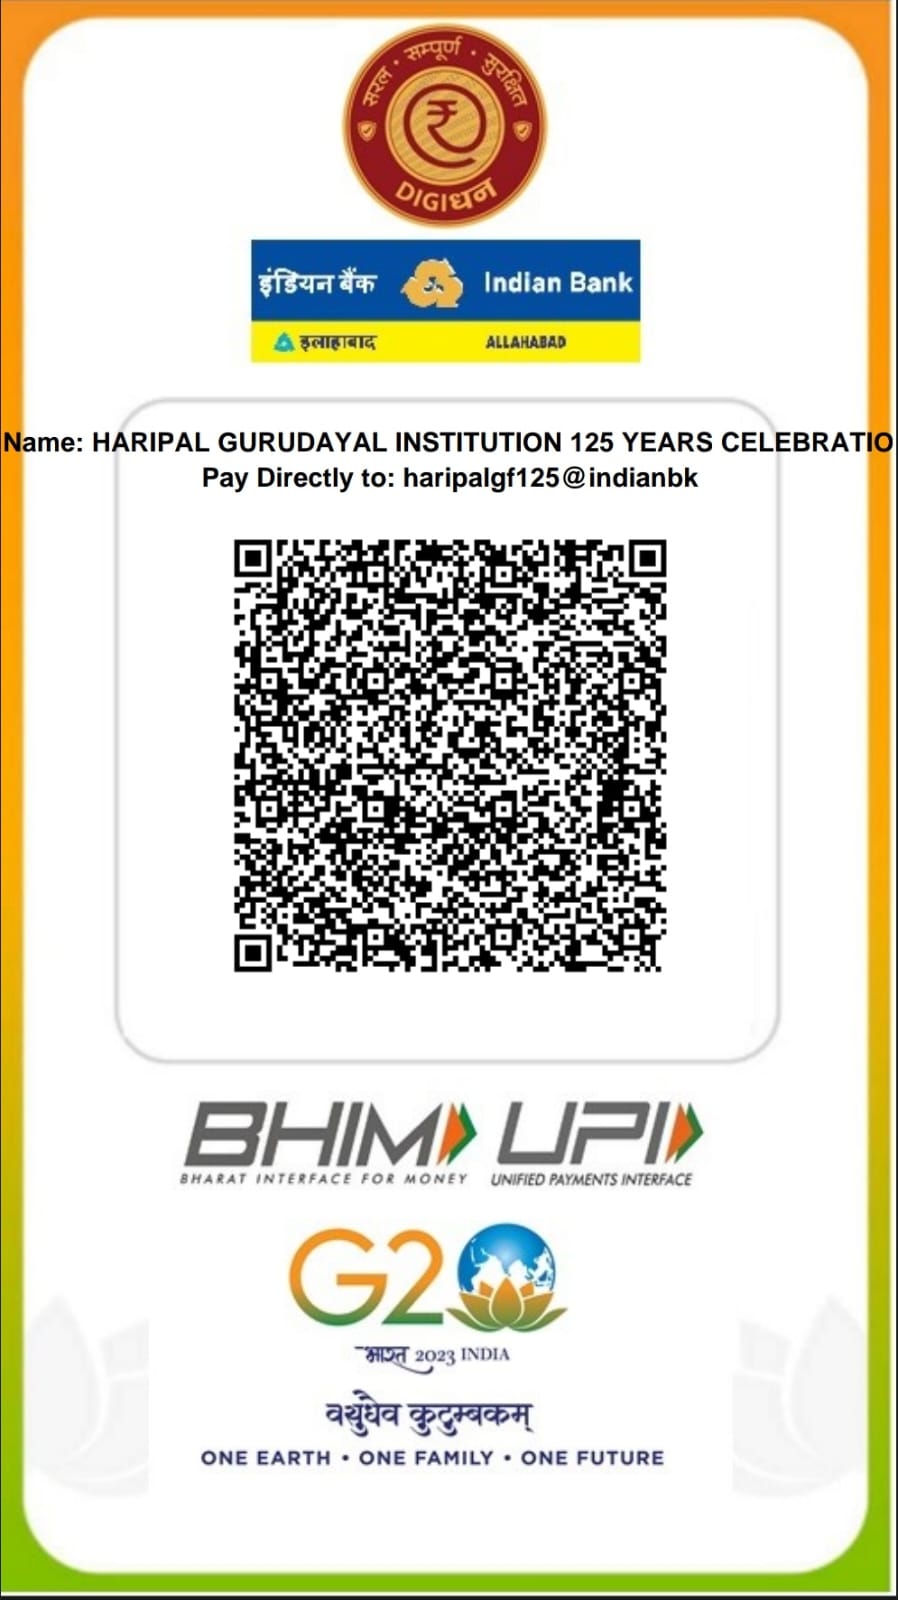 सरल • सम्पूर्ण • सुरक्षित
DIGIधन
इंडियन बैंक Indian Bank
इलाहाबाद ALLAHABAD
Name: HARIPAL GURUDAYAL INSTITUTION 125 YEARS CELEBRATIO
Pay Directly to: haripalgf125@indianbk
BHIM UPI
BHARAT INTERFACE FOR MONEY UNIFIED PAYMENTS INTERFACE
G20
भारत 2023 INDIA
वसुधैव कुटुम्बकम्
ONE EARTH • ONE FAMILY • ONE FUTURE